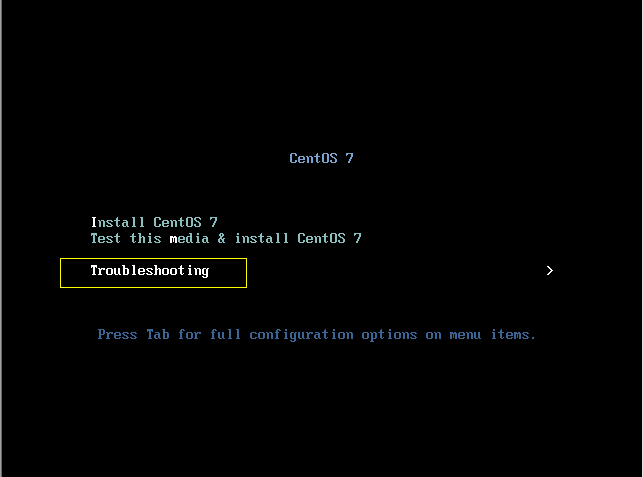 CentOS 7
Install CentOS 7
Test this media & install CentOS 7
Troubleshooting >
Press Tab for full configuration options on menu items.